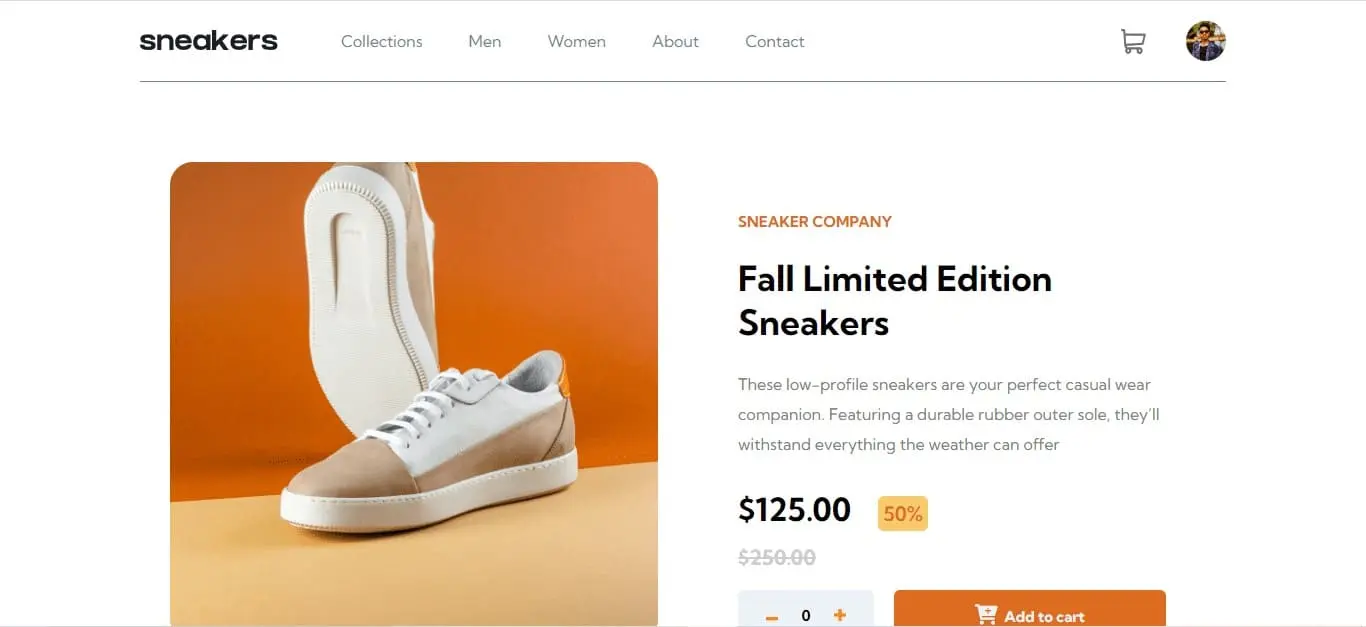 sneakers
Collections
Men
Women
About
Contact
SNEAKER COMPANY
Fall Limited Edition
Sneakers
These low-profile sneakers are your perfect casual wear
companion. Featuring a durable rubber outer sole, they'll
withstand everything the weather can offer
$125.00
50%
$250.00
0
Add to cart